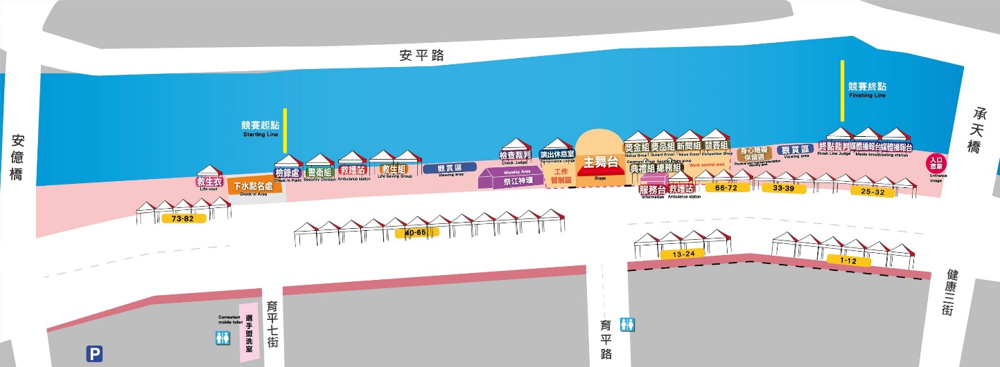 安平路
安億橋
承天橋
競賽起點
Starting Line
競賽終點
Finishing Line
救生衣
Life-vest
下水點名處
Check-in Area
檢錄處
Check in Point
警衛組
Security Division
救護站
Ambulance station
救生組
Life-Saving Group
觀賞區
Viewing area
檢查裁判
Check Judge
Worship Area
祭江神壇
演出休息室
Performance Lounge
工作
管制區
主舞台
Stage
獎金組
獎品組
Award Group
新聞組
News Group
競賽組
Competition Group
典禮組
總務組
Work control area
服務台
Information
救護站
Ambulance station
身心障礙
保留區
觀賞區
Viewing area
終點裁判
Finish Line Judge
媒體播報台
媒體播報台
Media broadcasting station
入口
意象
Entrance
Image
73-82
40-65
66-72
33-39
25-32
13-24
1-12
Contestant
mobile toilet
選手盥洗室
育平七街
育平路
健康三街
P